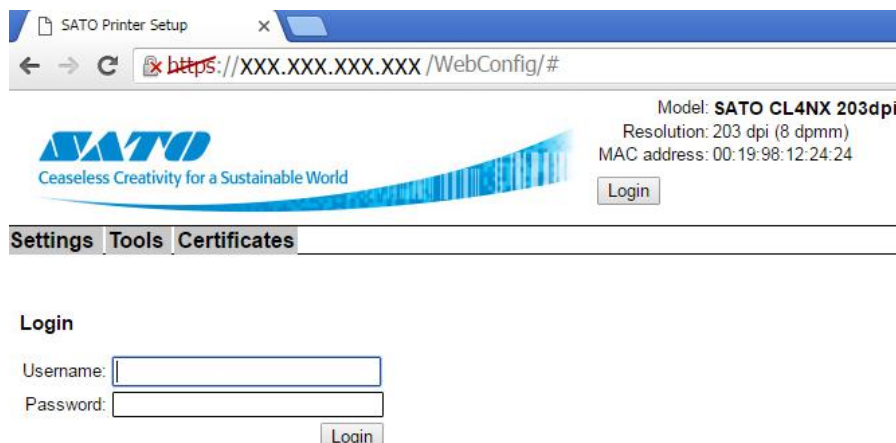 SATO Printer Setup
https://XXX.XXX.XXX.XXX /WebConfig/#
Model: SATO CL4NX 203dpi
Resolution: 203 dpi (8 dpmm)
MAC address: 00:19:98:12:24:24
Login
SATO
Ceaseless Creativity for a Sustainable World
Settings Tools Certificates
Login
Username:
Password:
Login